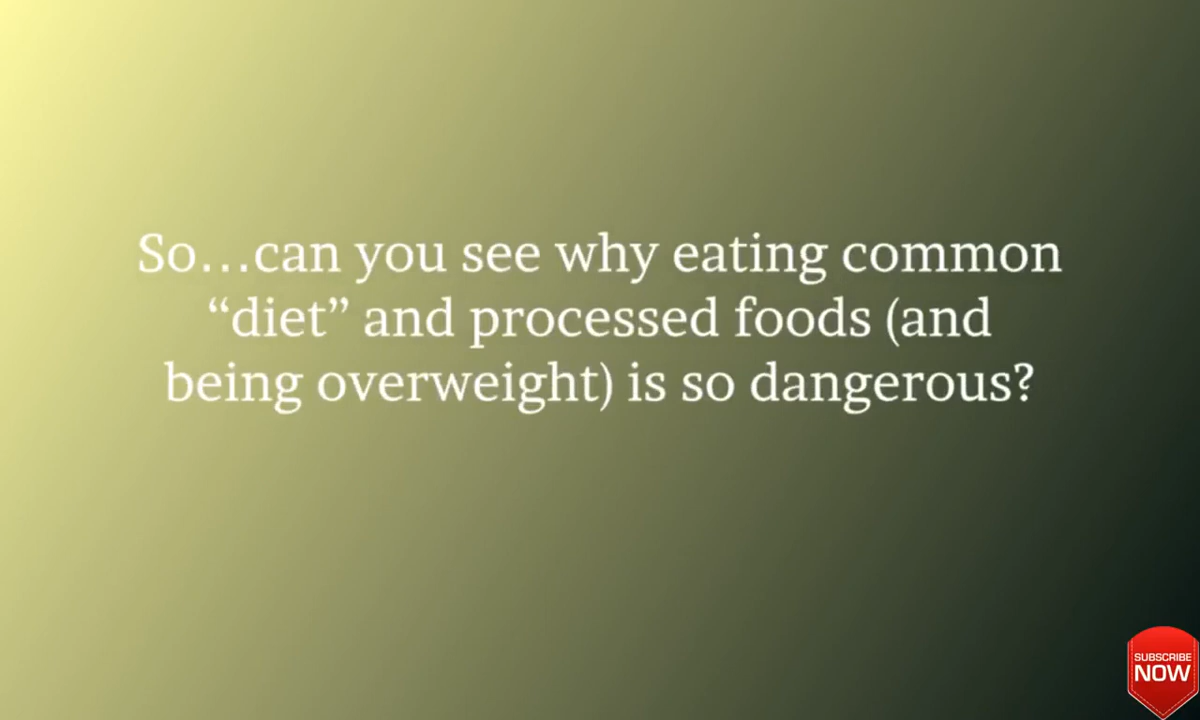 So…can you see why eating common
“diet” and processed foods (and
being overweight) is so dangerous?
SUBSCRIBE
NOW